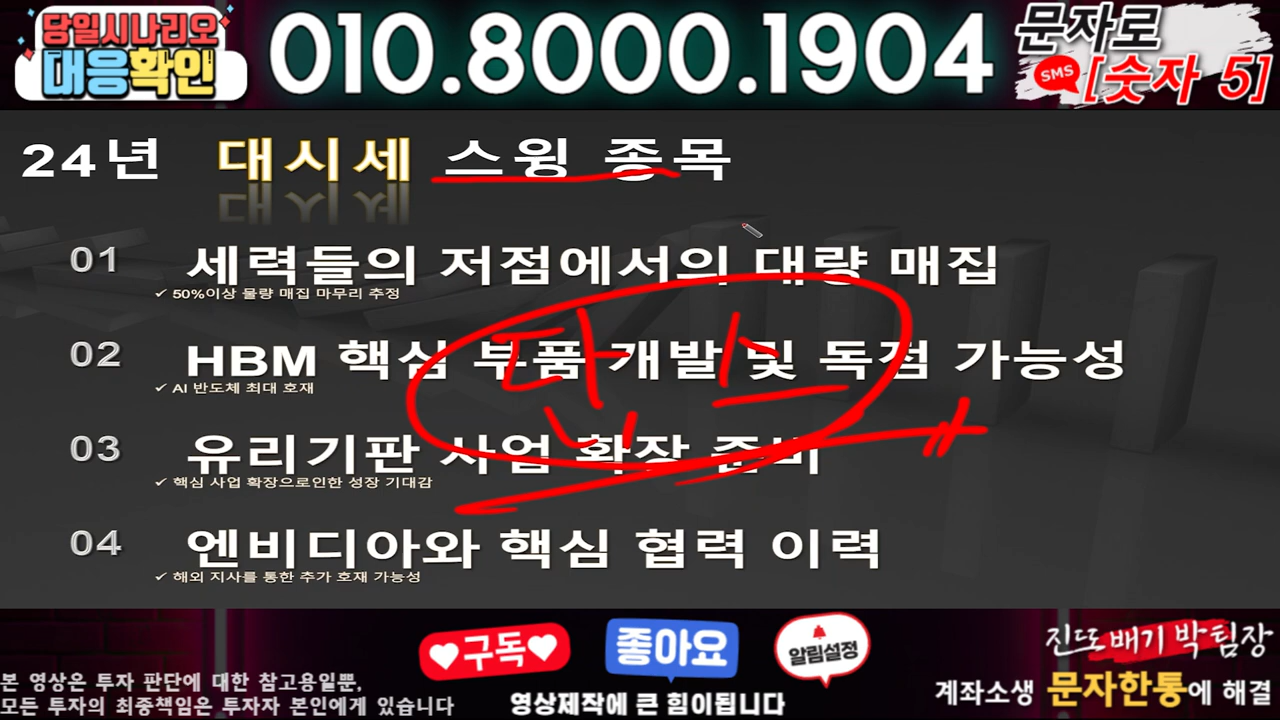 당일시나리오
대응확인
010.8000.1904
문자로
SMS
[숫자 5]
24년 대시세 스윙 종목
01 세력들의 저점에서의 대량 매집
✓ 50%이상 물량 매집 마무리 추정
02 HBM 핵심 부품 개발 및 독점 가능성
✓ AI 반도체 최대 호재
단 1스
03 유리기판 사업 확장 준비
✓ 핵심 사업 확장으로인한 성장 기대감
04 엔비디아와 핵심 협력 이력
✓ 해외 지사를 통한 추가 호재 가능성
구독
좋아요
알림설정
영상제작에 큰 힘이됩니다
본 영상은 투자 판단에 대한 참고용일뿐,
모든 투자의 최종책임은 투자자 본인에게 있습니다
진또배기 박팀장
계좌소생 문자한통에 해결